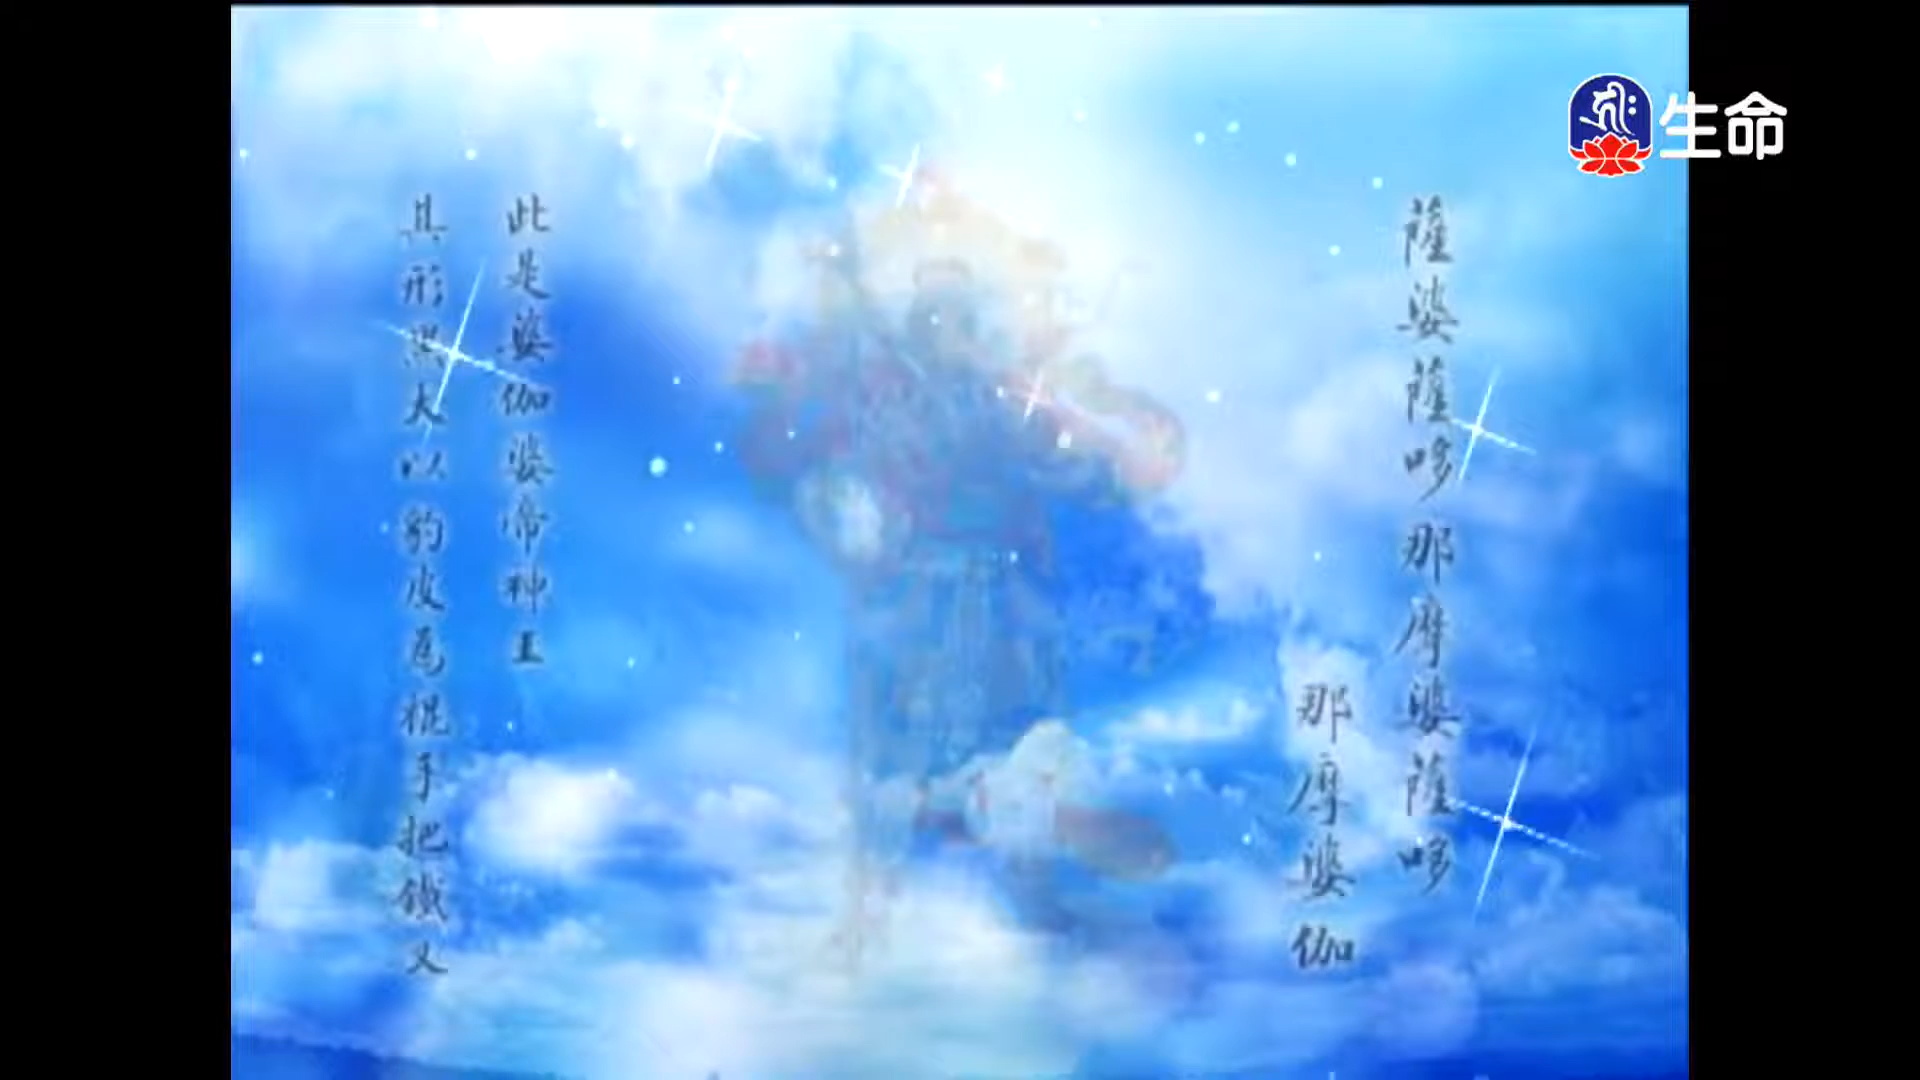 生命
薩婆薩哆那摩婆薩哆
那摩婆伽
此是婆伽婆帝神王
其形黑大以豹皮為裩手把鐵叉